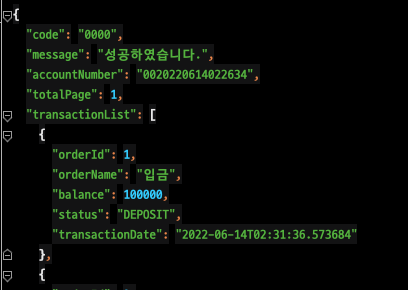 {
"code": "0000",
"message": "성공하였습니다.",
"accountNumber": "0020220614022634",
"totalPage": 1,
"transactionList": [
{
"orderId": 1,
"orderName": "입금",
"balance": 100000,
"status": "DEPOSIT",
"transactionDate": "2022-06-14T02:31:36.573684"
},
{